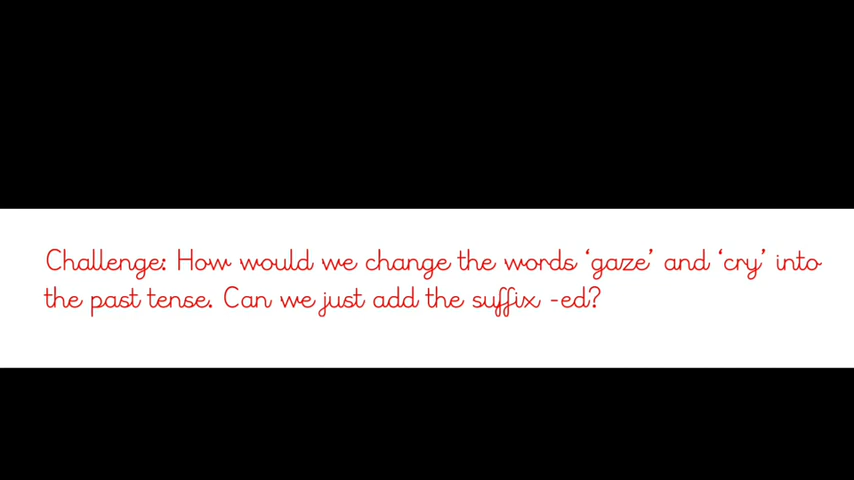 Challenge: How would we change the words ‘gaze’ and ‘cry’ into
the past tense. Can we just add the suffix -ed?